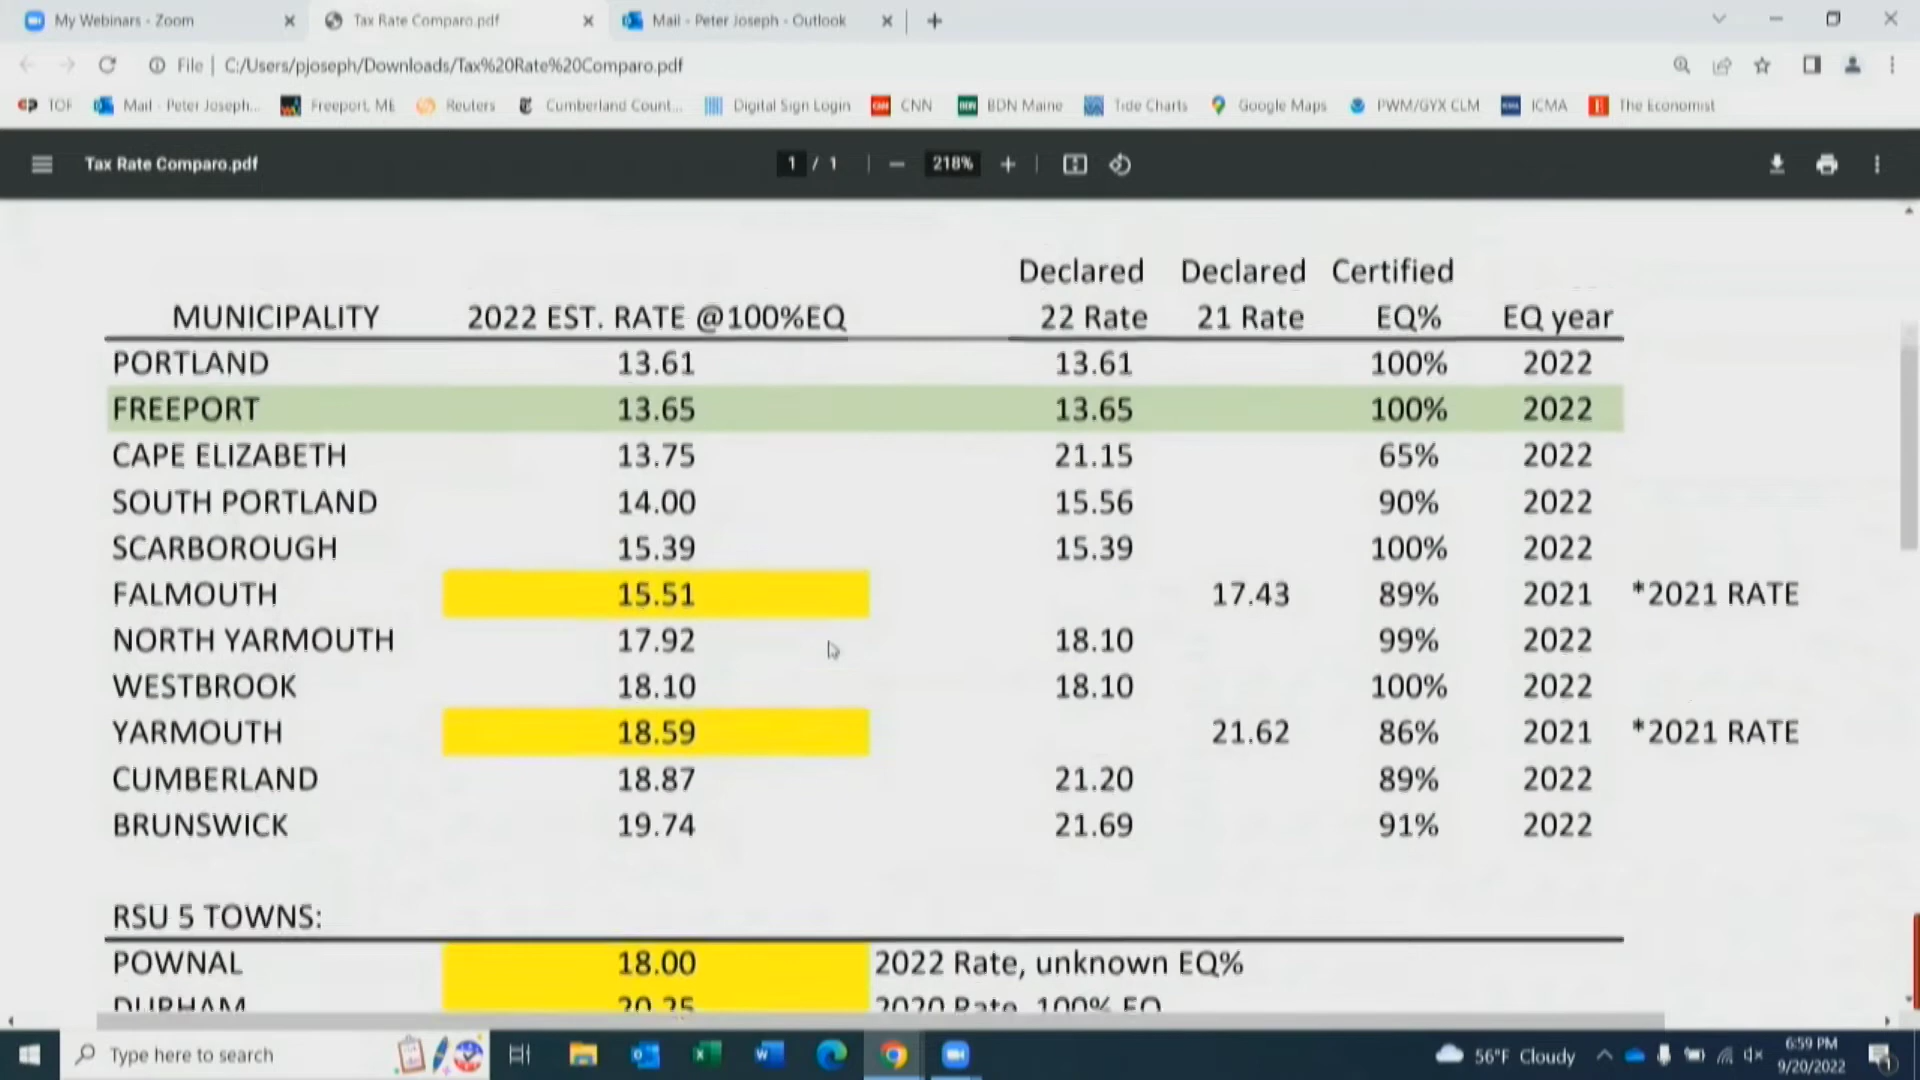 My Webinars - Zoom
Tax Rate Comparo.pdf
Mail - Peter Joseph - Outlook
File | C:/Users/pjoseph/Downloads/Tax%20Rate%20Comparo.pdf
TOF Mail - Peter Joseph... Freeport, ME Reuters Cumberland Count... Digital Sign Login CNN BDN Maine Tide Charts Google Maps PWM/GYX CLM ICMA The Economist
Tax Rate Comparo.pdf 1 / 1 218%
Declared Declared Certified
MUNICIPALITY 2022 EST. RATE @100%EQ 22 Rate 21 Rate EQ% EQ year
PORTLAND 13.61 13.61 100% 2022
FREEPORT 13.65 13.65 100% 2022
CAPE ELIZABETH 13.75 21.15 65% 2022
SOUTH PORTLAND 14.00 15.56 90% 2022
SCARBOROUGH 15.39 15.39 100% 2022
FALMOUTH 15.51 17.43 89% 2021 *2021 RATE
NORTH YARMOUTH 17.92 18.10 99% 2022
WESTBROOK 18.10 18.10 100% 2022
YARMOUTH 18.59 21.62 86% 2021 *2021 RATE
CUMBERLAND 18.87 21.20 89% 2022
BRUNSWICK 19.74 21.69 91% 2022
RSU 5 TOWNS:
POWNAL 18.00 2022 Rate, unknown EQ%
DURHAM 20.25 2020 Rate, 100% EQ
Type here to search
56°F Cloudy
6:59 PM
9/20/2022